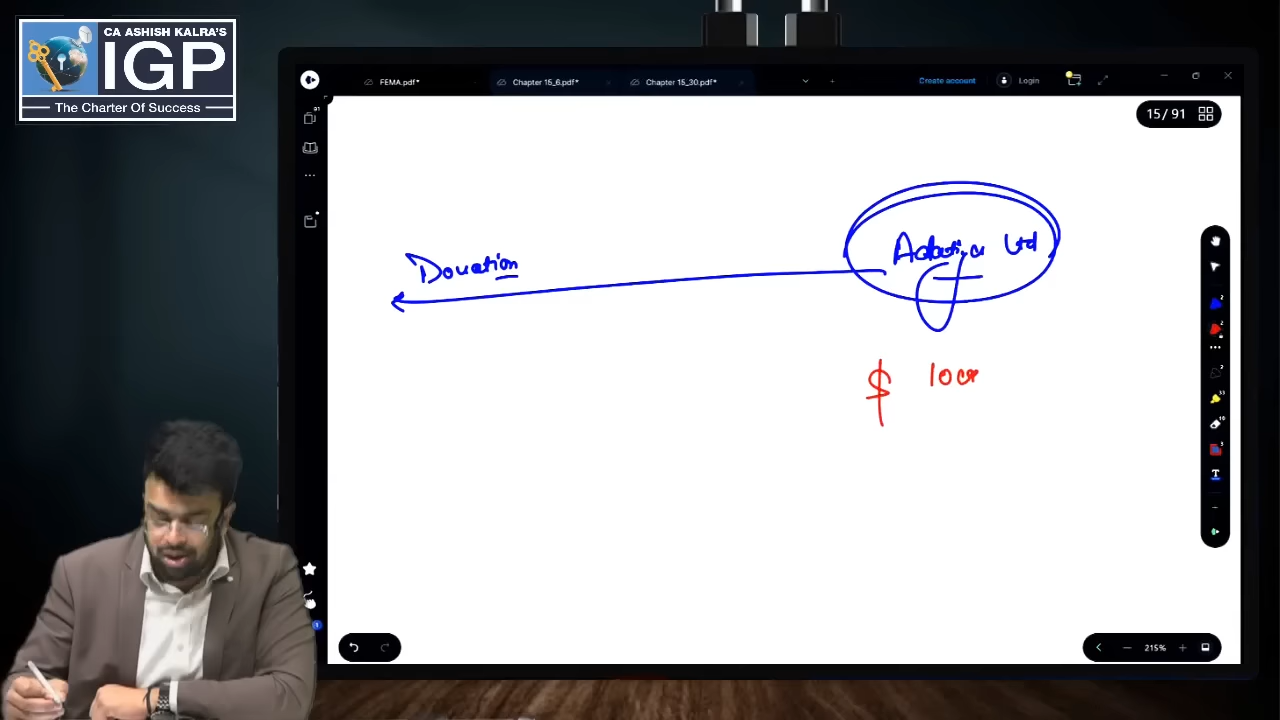 CA ASHISH KALRA'S
IGP
The Charter Of Success
FEMA.pdf*
Chapter 15_6.pdf*
Chapter 15_30.pdf*
Create account
Login
91
15/ 91
Donation
Ltd
$ 10cr
215%